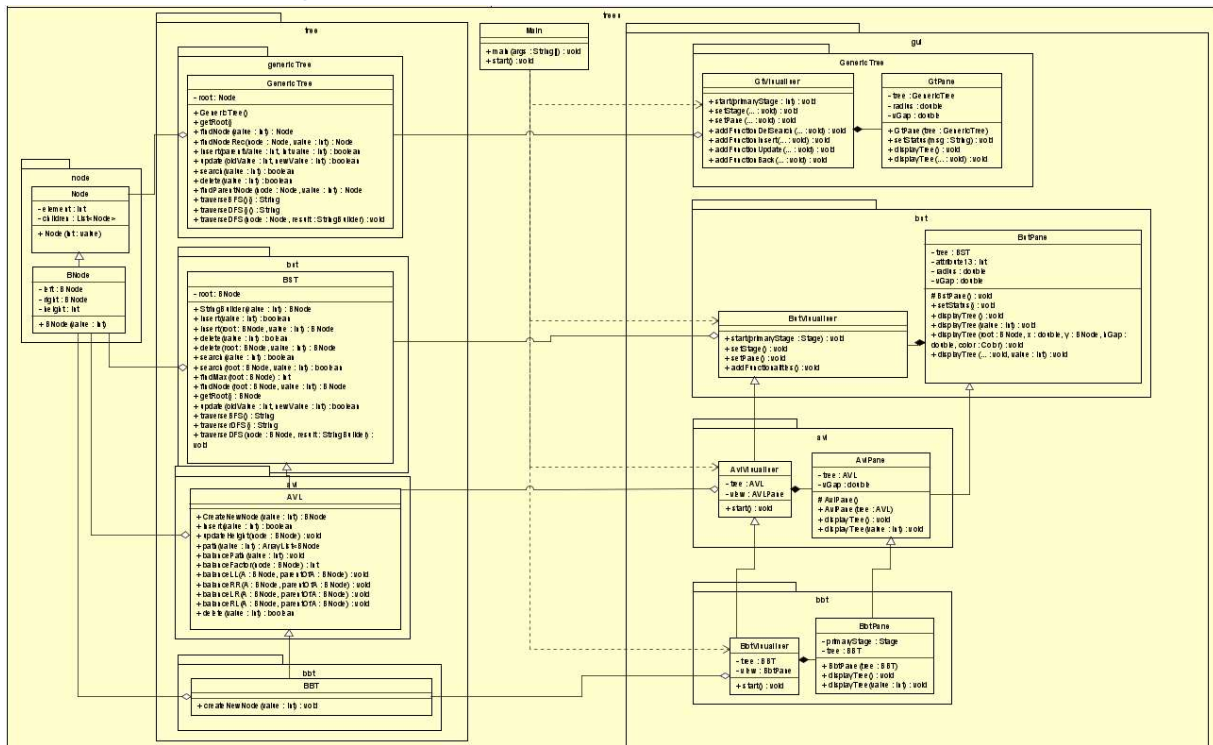 trees
tree
genericTree
GenericTree
- root : Node
+ GenericTree()
+ getRoot()
+ findNode(value : int) : Node
+ findNodeRec(node : Node, value : int) : Node
+ insert(parentValue : int, int value : int) : boolean
+ update(oldValue : int, newValue : int) : boolean
+ search(value : int) : boolean
+ delete(value : int) : boolean
+ findParentNode(node : Node, value : int) : Node
+ traverseBFS() : String
+ traverseDFS() : String
+ traverseDFS(node : Node, result : StringBuilder) : void
node
Node
- element : int
- children : List<Node>
+ Node(int : value)
BNode
- left : BNode
- right : BNode
- height : int
+ BNode(value : int)
BST
- root : BNode
+ StringBuilder(value : int) : BNode
+ insert(value : int) : boolean
+ insert(root : BNode, value : int) : BNode
+ delete(value : int) : boolean
+ delete(root : BNode, value : int) : BNode
+ search(value : int) : boolean
+ search(root : BNode, value : int) : boolean
+ findMax(root : BNode) : int
+ findNode(root : BNode, value : int) : BNode
+ getRoot() : BNode
+ update(oldValue : int, newValue : int) : boolean
+ traverseBFS() : String
+ traverserDFS() : String
+ traverseDFS(node : BNode, result : StringBuilder) :
void
avl
AVL
+ CreateNewNode(value : int) : BNode
+ insert(value : int) : boolean
+ updateHeight(node : BNode) : void
+ path(value : int) : ArrayList<BNode
+ balancePath(value : int) : void
+ balanceFactor(node : BNode) : int
+ balanceLL(A : BNode, parentOfA : BNode) : void
+ balanceRR(A : BNode, parentOfA : BNode) : void
+ balanceLR(A : BNode, parentOfA : BNode) : void
+ balanceRL(A : BNode, parentOfA : BNode) : void
+ delete(value : int) : boolean
bbt
BBT
+ createNewNode(value : int) : void
Main
+ main(args : String[]) : void
+ start() : void
gui
GenericTree
GtVisualiser
+ start(primaryStage : int) : void
+ setStage(... : void) : void
+ setPane(... : void) : void
+ addFunctionDelSearch(... : void) : void
+ addFunctionInsert(... : void) : void
+ addFunctionUpdate(... : void) : void
+ addFunctionBack(... : void) : void
GtPane
- tree : GenericTree
- radius : double
- vGap : double
+ GtPane(tree : GenericTree)
+ setStatus(msg : String) : void
+ displayTree() : void
+ displayTree(... : void) : void
BstVisualiser
+ start(primaryStage : Stage) : void
+ setStage() : void
+ setPane() : void
+ addFunctionalities() : void
BstPane
- tree : BST
- attribute13 : int
- radius : double
- vGap : double
# BstPane() : void
+ setStatus() : void
+ displayTree() : void
+ displayTree(value : int) : void
+ displayTree(root : BNode, x : double, y : BNode, hGap :
double, color : Color) : void
+ displayTree(... : void, value : int) : void
avl
AvlVisualiser
- tree : AVL
- view : AVLPane
+ start() : void
AvlPane
- tree : AVL
- vGap : double
# AvlPane()
+ AvlPane(tree : AVL)
+ displayTree() : void
+ displayTree(value : int) : void
bbt
BbtVisualiser
- tree : BBT
- view : BbtPane
+ start() : void
BbtPane
- primaryStage : Stage
- tree : BBT
+ BbtPane(tree : BBT)
+ displayTree() : void
+ displayTree(value : int) : void